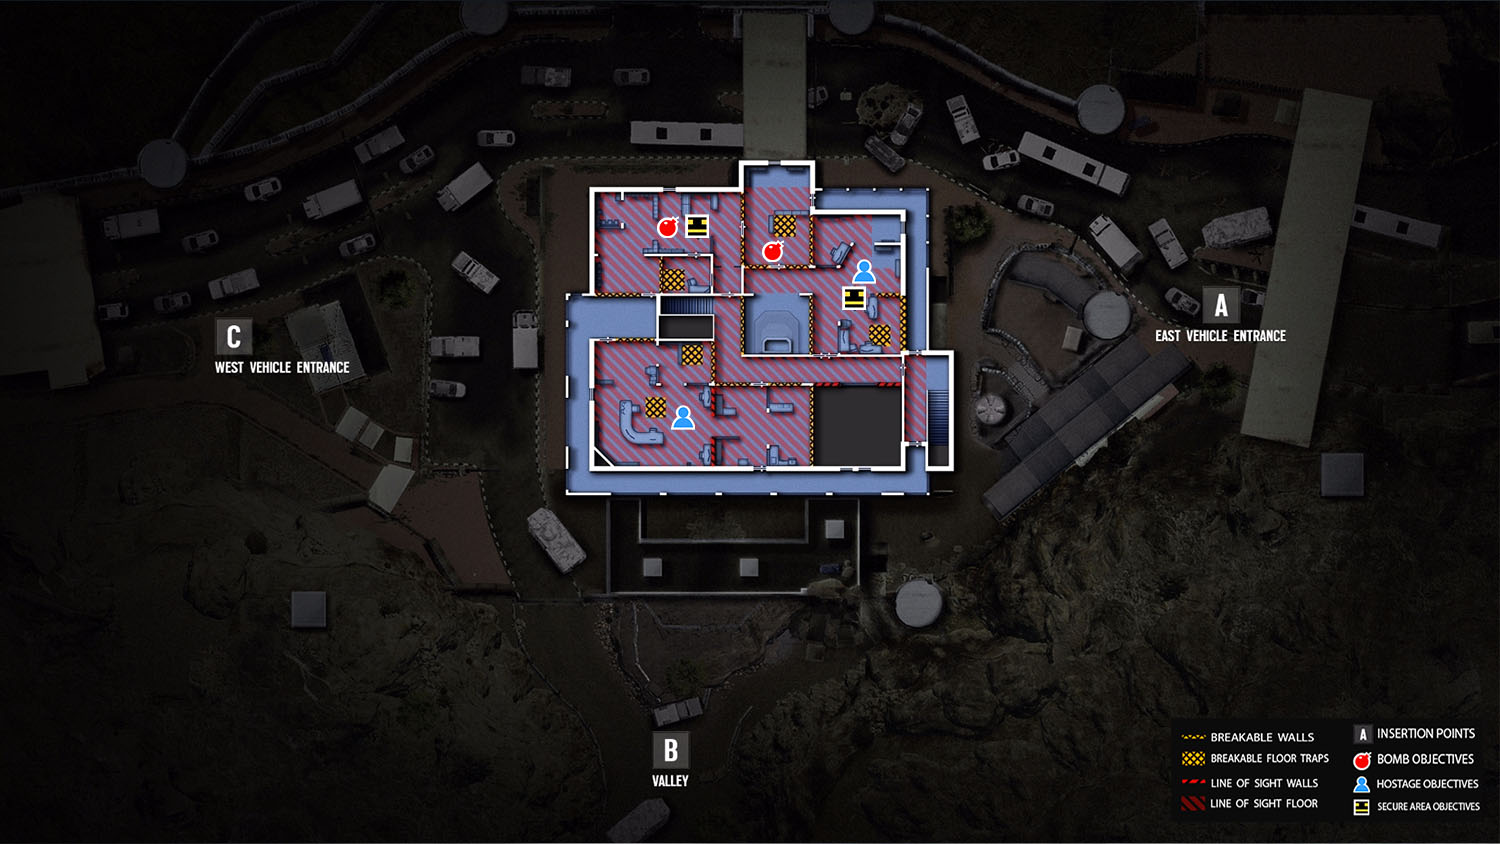 A
EAST VEHICLE ENTRANCE
C
WEST VEHICLE ENTRANCE
B
VALLEY
BREAKABLE WALLS
BREAKABLE FLOOR TRAPS
LINE OF SIGHT WALLS
LINE OF SIGHT FLOOR
A INSERTION POINTS
BOMB OBJECTIVES
HOSTAGE OBJECTIVES
SECURE AREA OBJECTIVES